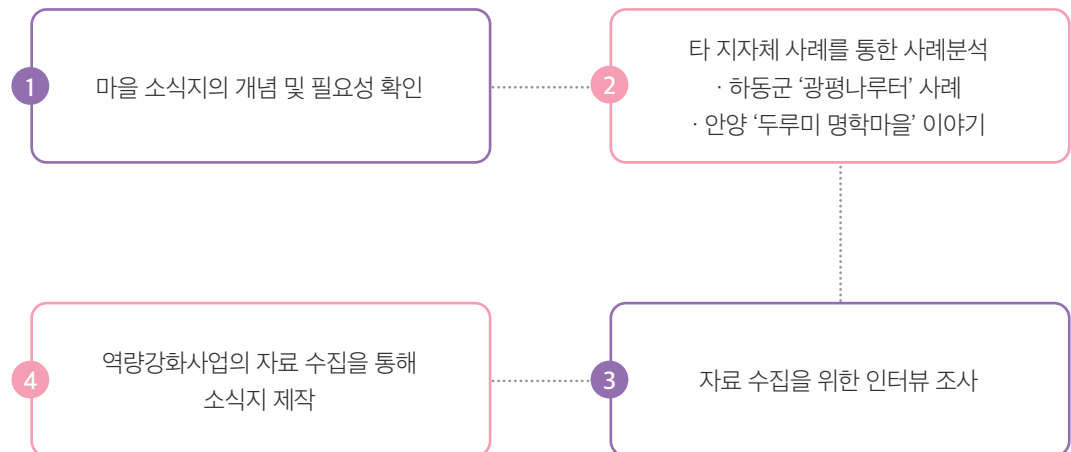 1
마을 소식지의 개념 및 필요성 확인
2
타 지자체 사례를 통한 사례분석
· 하동군 ‘광평나루터’ 사례
· 안양 ‘두루미 명학마을’ 이야기
3
자료 수집을 위한 인터뷰 조사
4
역량강화사업의 자료 수집을 통해
소식지 제작